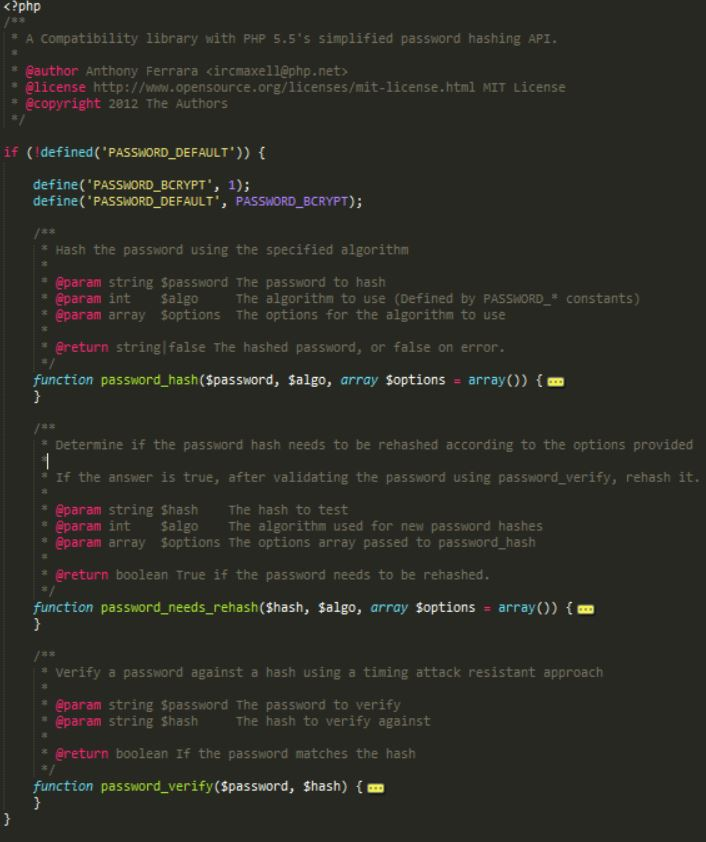 <?php
/**
 * A Compatibility library with PHP 5.5's simplified password hashing API.
 *
 * @author Anthony Ferrara <ircmaxell@php.net>
 * @license http://www.opensource.org/licenses/mit-license.html MIT License
 * @copyright 2012 The Authors
 */
if (!defined('PASSWORD_DEFAULT')) {
    define('PASSWORD_BCRYPT', 1);
    define('PASSWORD_DEFAULT', PASSWORD_BCRYPT);
    /**
     * Hash the password using the specified algorithm
     *
     * @param string $password The password to hash
     * @param int    $algo     The algorithm to use (Defined by PASSWORD_* constants)
     * @param array  $options  The options for the algorithm to use
     *
     * @return string|false The hashed password, or false on error.
     */
    function password_hash($password, $algo, array $options = array()) {
    }
    /**
     * Determine if the password hash needs to be rehashed according to the options provided
     *
     * If the answer is true, after validating the password using password_verify, rehash it.
     *
     * @param string $hash    The hash to test
     * @param int    $algo    The algorithm used for new password hashes
     * @param array  $options The options array passed to password_hash
     *
     * @return boolean True if the password needs to be rehashed.
     */
    function password_needs_rehash($hash, $algo, array $options = array()) {
    }
    /**
     * Verify a password against a hash using a timing attack resistant approach
     *
     * @param string $password The password to verify
     * @param string $hash     The hash to verify against
     *
     * @return boolean If the password matches the hash
     */
    function password_verify($password, $hash) {
    }
}